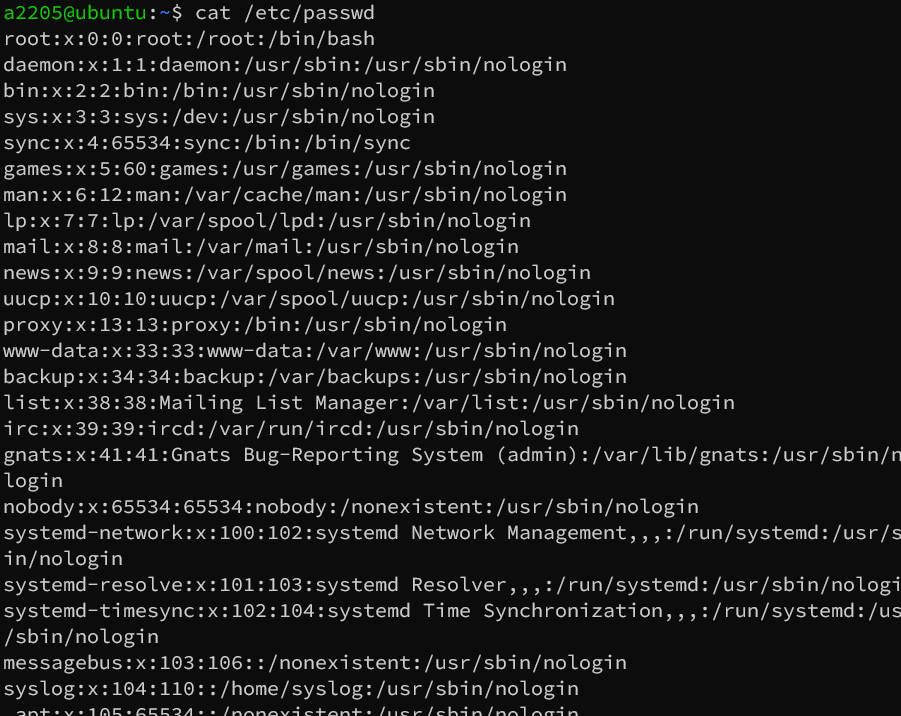 a2205@ubuntu:~$ cat /etc/passwd
root:x:0:0:root:/root:/bin/bash
daemon:x:1:1:daemon:/usr/sbin:/usr/sbin/nologin
bin:x:2:2:bin:/bin:/usr/sbin/nologin
sys:x:3:3:sys:/dev:/usr/sbin/nologin
sync:x:4:65534:sync:/bin:/bin/sync
games:x:5:60:games:/usr/games:/usr/sbin/nologin
man:x:6:12:man:/var/cache/man:/usr/sbin/nologin
lp:x:7:7:lp:/var/spool/lpd:/usr/sbin/nologin
mail:x:8:8:mail:/var/mail:/usr/sbin/nologin
news:x:9:9:news:/var/spool/news:/usr/sbin/nologin
uucp:x:10:10:uucp:/var/spool/uucp:/usr/sbin/nologin
proxy:x:13:13:proxy:/bin:/usr/sbin/nologin
www-data:x:33:33:www-data:/var/www:/usr/sbin/nologin
backup:x:34:34:backup:/var/backups:/usr/sbin/nologin
list:x:38:38:Mailing List Manager:/var/list:/usr/sbin/nologin
irc:x:39:39:ircd:/var/run/ircd:/usr/sbin/nologin
gnats:x:41:41:Gnats Bug-Reporting System (admin):/var/lib/gnats:/usr/sbin/n
login
nobody:x:65534:65534:nobody:/nonexistent:/usr/sbin/nologin
systemd-network:x:100:102:systemd Network Management,,,:/run/systemd:/usr/s
in/nologin
systemd-resolve:x:101:103:systemd Resolver,,,:/run/systemd:/usr/sbin/nologi
systemd-timesync:x:102:104:systemd Time Synchronization,,,:/run/systemd:/us
/sbin/nologin
messagebus:x:103:106::/nonexistent:/usr/sbin/nologin
syslog:x:104:110::/home/syslog:/usr/sbin/nologin
_apt:x:105:65534::/nonexistent:/usr/sbin/nologin